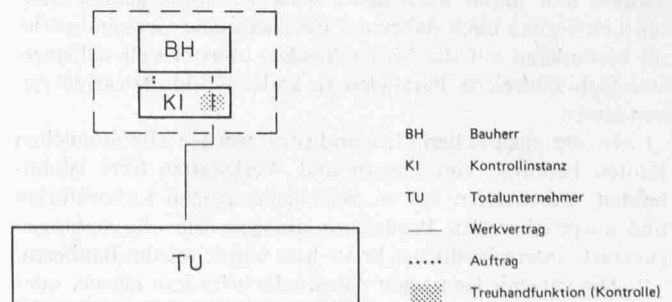 BH
KI
TU
BH Bauherr
KI Kontrollinstanz
TU Totalunternehmer
Werkvertrag
Auftrag
Treuhandfunktion (Kontrolle)